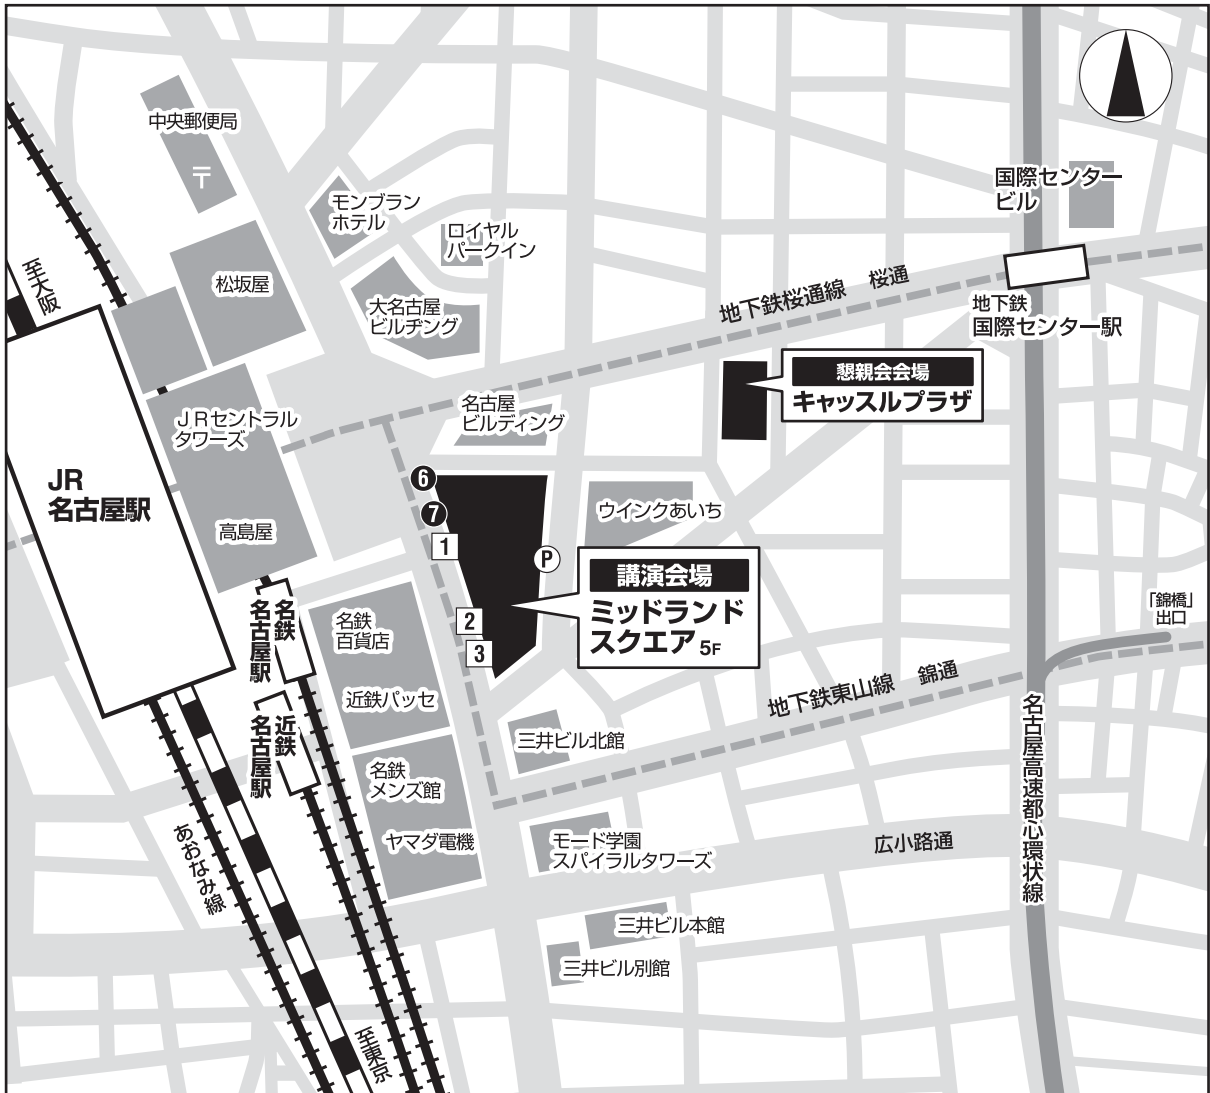 中央郵便局
〒
モンブラン
ホテル
ロイヤル
パークイン
国際センター
ビル
至大阪
松坂屋
大名古屋
ビルヂング
地下鉄桜通線 桜通
地下鉄
国際センター駅
懇親会会場
キャッスルプラザ
名古屋
ビルディング
JRセントラル
タワーズ
JR
名古屋駅
高島屋
6
7
1
P
ウインクあいち
講演会場
ミッドランド
スクエア 5F
2
3
「錦橋」
出口
名鉄
名古屋駅
名鉄
百貨店
近鉄パッセ
地下鉄東山線 錦通
近鉄
名古屋駅
三井ビル北館
名古屋高速都心環状線
名鉄
メンズ館
ヤマダ電機
モード学園
スパイラルタワーズ
広小路通
あおなみ線
三井ビル本館
三井ビル別館
至東京